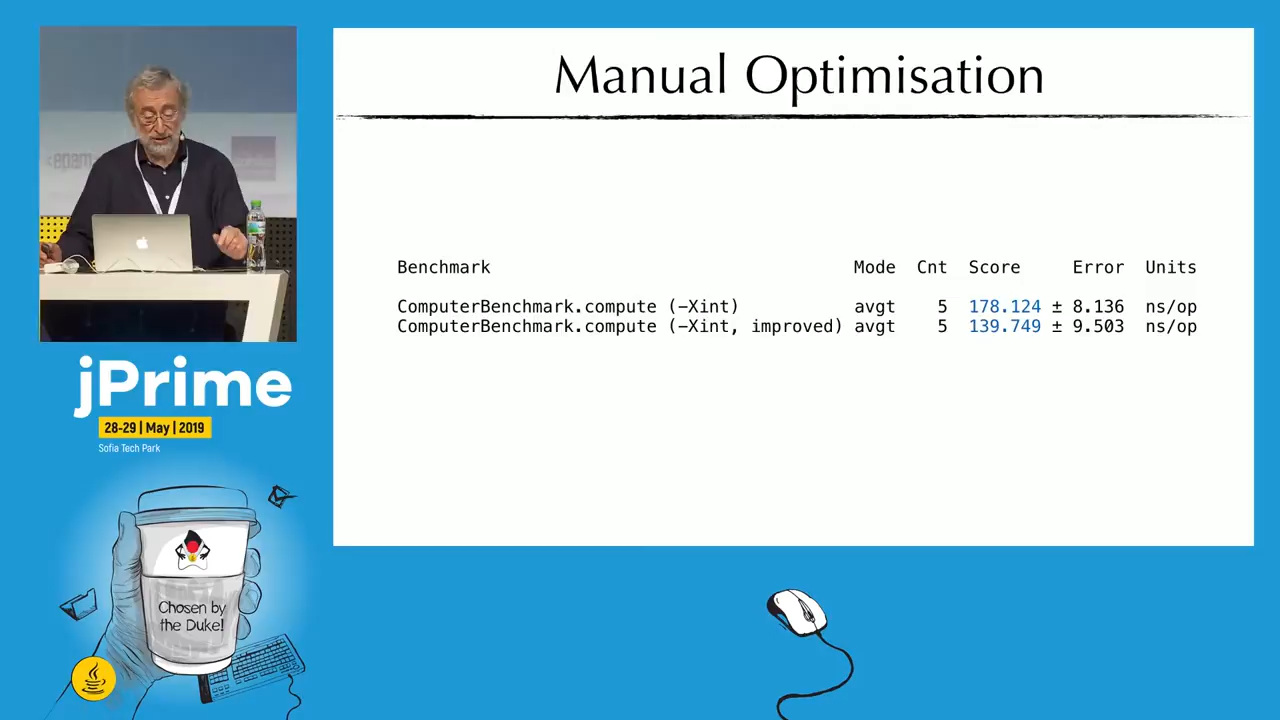 Manual Optimisation
<epam>
Benchmark Mode Cnt Score Error Units
ComputerBenchmark.compute (-Xint) avgt 5 178.124 ± 8.136 ns/op
ComputerBenchmark.compute (-Xint, improved) avgt 5 139.749 ± 9.503 ns/op
jPrime
28-29 | May | 2019
Sofia Tech Park
Chosen by
the Duke!